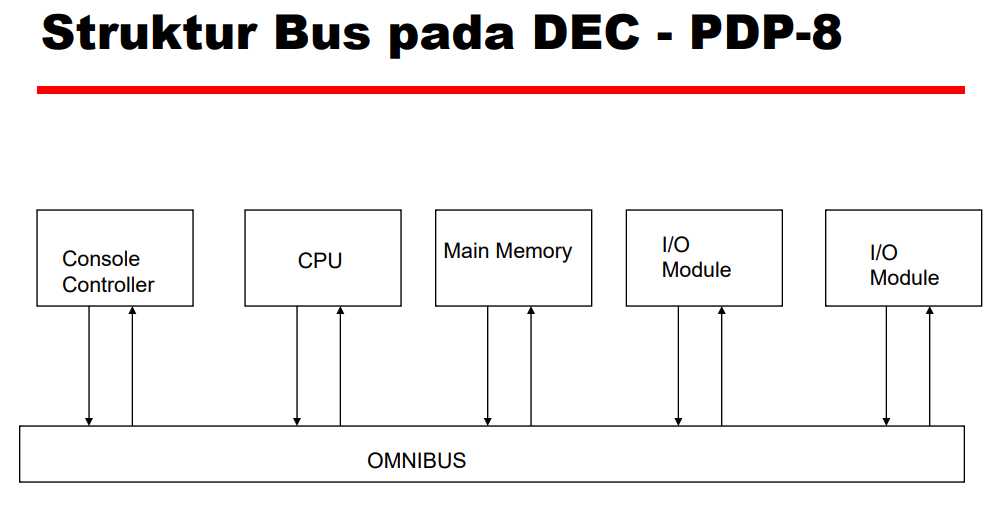 Struktur Bus pada DEC - PDP-8
Console
Controller
CPU
Main Memory
I/O
Module
I/O
Module
OMNIBUS